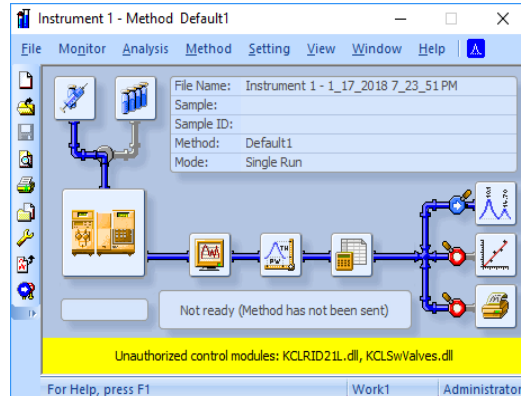 Instrument 1 - Method Default1
File Monitor Analysis Method Setting View Window Help
File Name: Instrument 1 - 1_17_2018 7_23_51 PM
Sample:
Sample ID:
Method: Default1
Mode: Single Run
Not ready (Method has not been sent)
Unauthorized control modules: KCLRID21L.dll, KCLSwValves.dll
For Help, press F1 Work1 Administrator